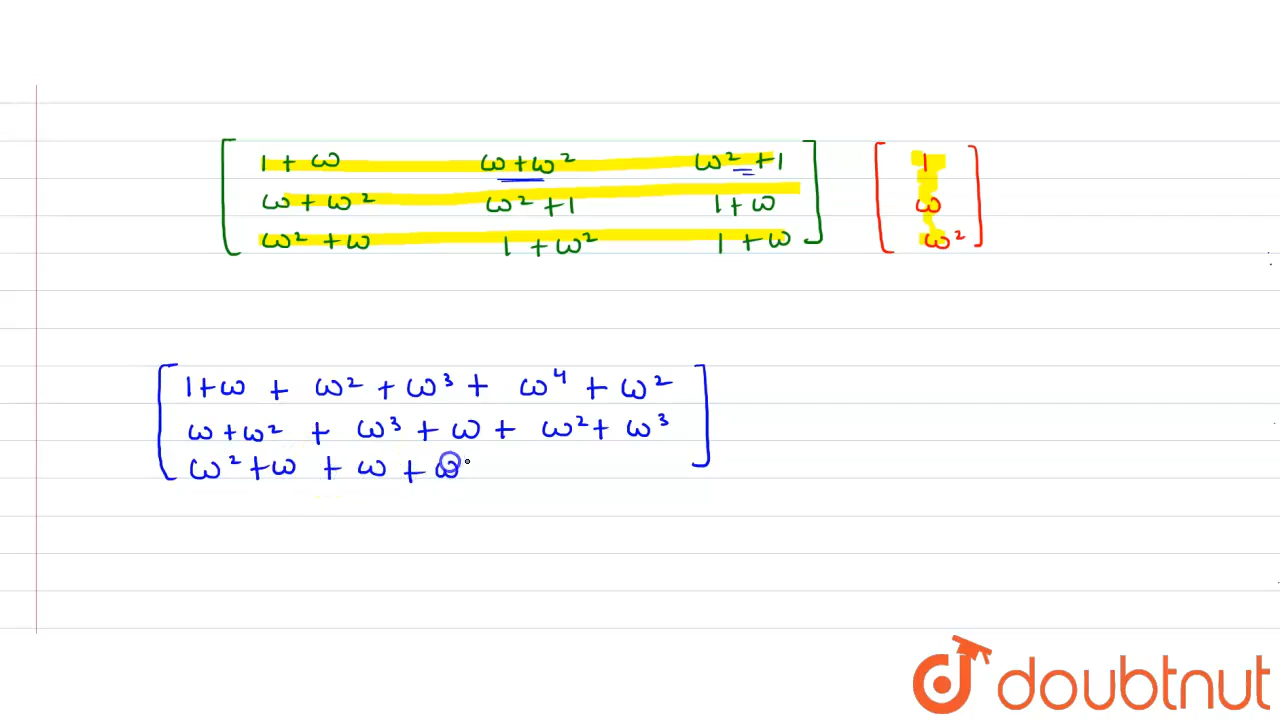 1 + ω ω+ω² ω² +1 1
ω + ω² ω² +1 1+ω ω
ω² + ω 1 +ω² 1 +ω ω²
1+ω + ω² + ω³ + ω⁴ + ω²
ω +ω² + ω³ + ω + ω² + ω³
ω² +ω + ω + ω
doubtnut